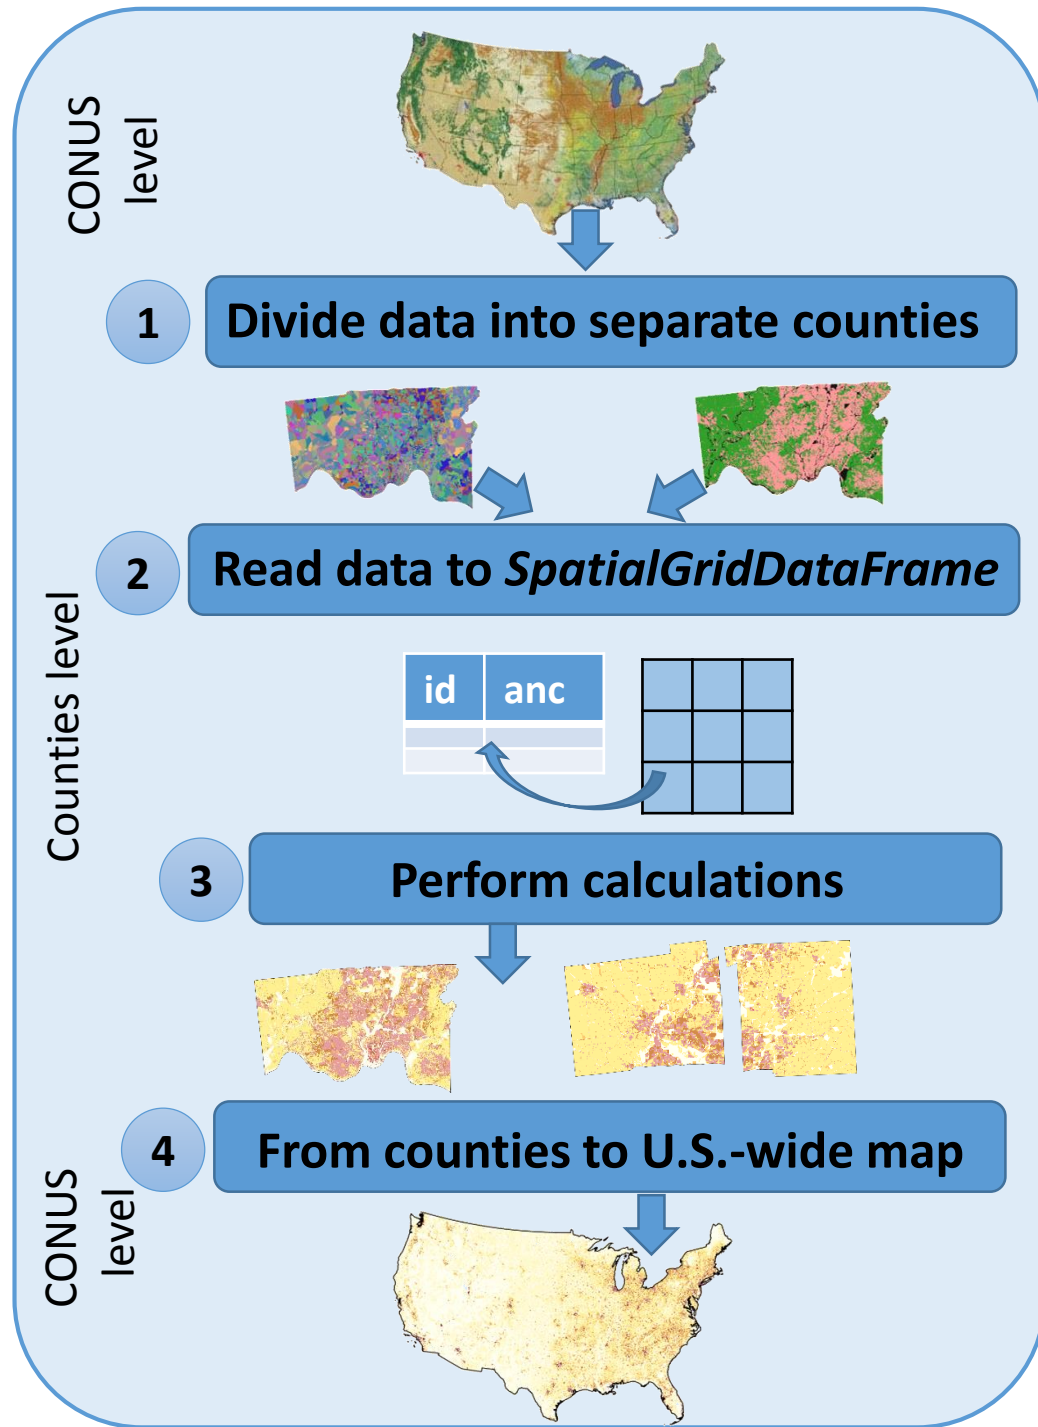 CONUS
level
1
Divide data into separate counties
2
Read data to SpatialGridDataFrame
Counties level
id anc
3
Perform calculations
4
From counties to U.S.-wide map
CONUS
level